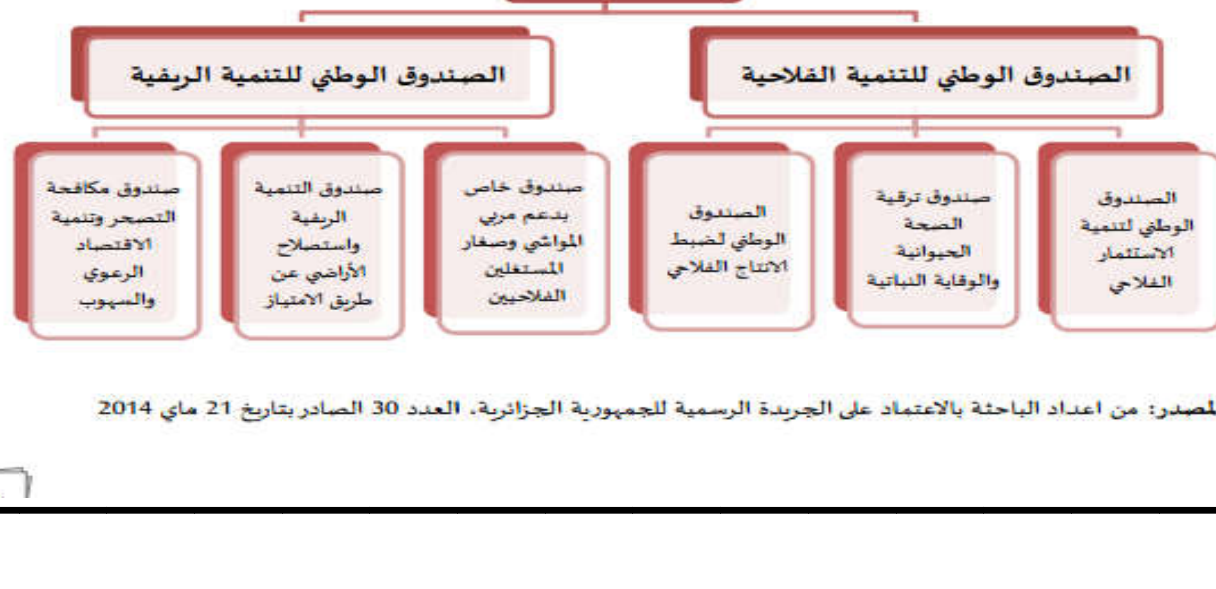 الصندوق الوطني للتنمية الفلاحية
الصندوق الوطني للتنمية الريفية
الصندوق
الوطني لتنمية
الاستثمار
الفلاحي
صندوق ترقية
الصحة
الحيوانية
والوقاية النباتية
الصندوق
الوطني لضبط
الانتاج الفلاحي
صندوق خاص
بدعم مربي
المواشي وصغار
المستغلين
الفلاحيين
صندوق التنمية
الريفية
واستصلاح
الأراضي عن
طريق الامتياز
صندوق مكافحة
التصحر وتنمية
الاقتصاد
الرعوي
والسهوب
لمصدر: من اعداد الباحثة بالاعتماد على الجريدة الرسمية للجمهورية الجزائرية، العدد 30 الصادر بتاريخ 21 ماي 2014